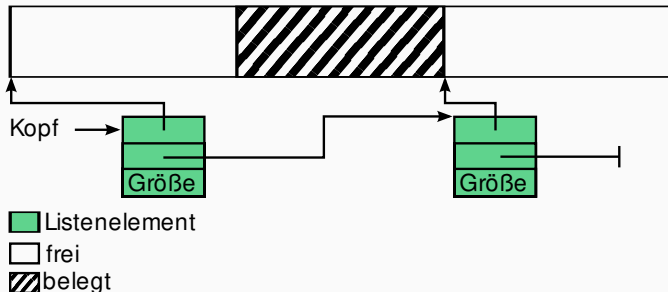 Kopf
Größe
Größe
Listenelement
frei
belegt